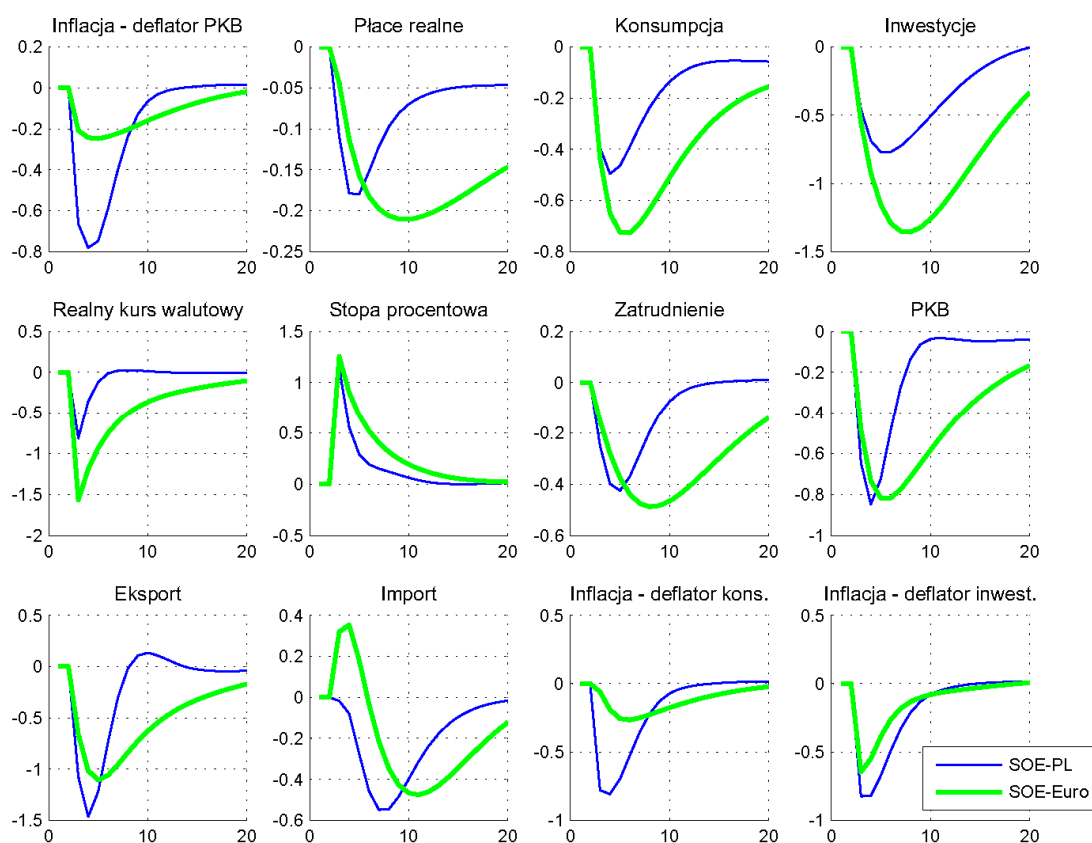 Inflacja - deflator PKB
0.2
0
-0.2
-0.4
-0.6
-0.8
0 10 20
Płace realne
0
-0.05
-0.1
-0.15
-0.2
-0.25
0 10 20
Konsumpcja
0
-0.2
-0.4
-0.6
-0.8
0 10 20
Inwestycje
0
-0.5
-1
-1.5
0 10 20
Realny kurs walutowy
0.5
0
-0.5
-1
-1.5
-2
0 10 20
Stopa procentowa
1.5
1
0.5
0
-0.5
0 10 20
Zatrudnienie
0.2
0
-0.2
-0.4
-0.6
0 10 20
PKB
0
-0.2
-0.4
-0.6
-0.8
-1
0 10 20
Eksport
0.5
0
-0.5
-1
-1.5
0 10 20
Import
0.4
0.2
0
-0.2
-0.4
-0.6
0 10 20
Inflacja - deflator kons.
0.5
0
-0.5
-1
0 10 20
Inflacja - deflator inwest.
0.5
0
-0.5
-1
0 10 20
SOE-PL
SOE-Euro